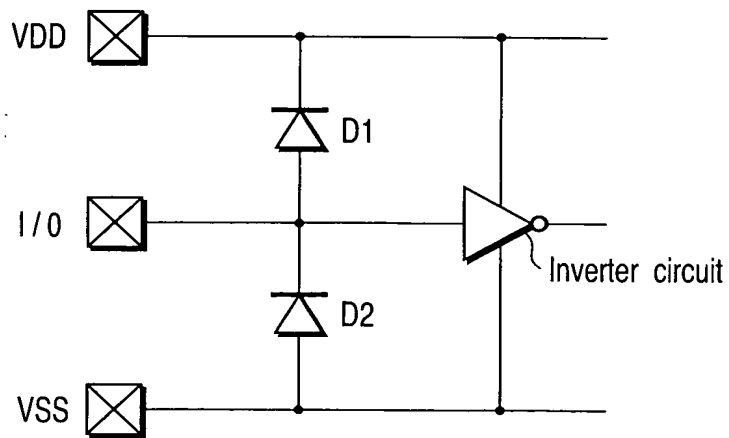 VDD
D1
I/O
Inverter circuit
D2
VSS